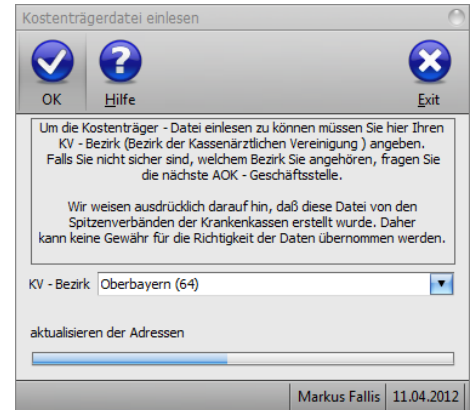 Kostenträgerdatei einlesen
OK Hilfe Exit
Um die Kostenträger - Datei einlesen zu können müssen Sie hier Ihren
KV - Bezirk (Bezirk der Kassenärztlichen Vereinigung ) angeben.
Falls Sie nicht sicher sind, welchem Bezirk Sie angehören, fragen Sie
die nächste AOK - Geschäftsstelle.
Wir weisen ausdrücklich darauf hin, daß diese Datei von den
Spitzenverbänden der Krankenkassen erstellt wurde. Daher
kann keine Gewähr für die Richtigkeit der Daten übernommen werden.
KV - Bezirk Oberbayern (64)
aktualisieren der Adressen
Markus Fallis 11.04.2012